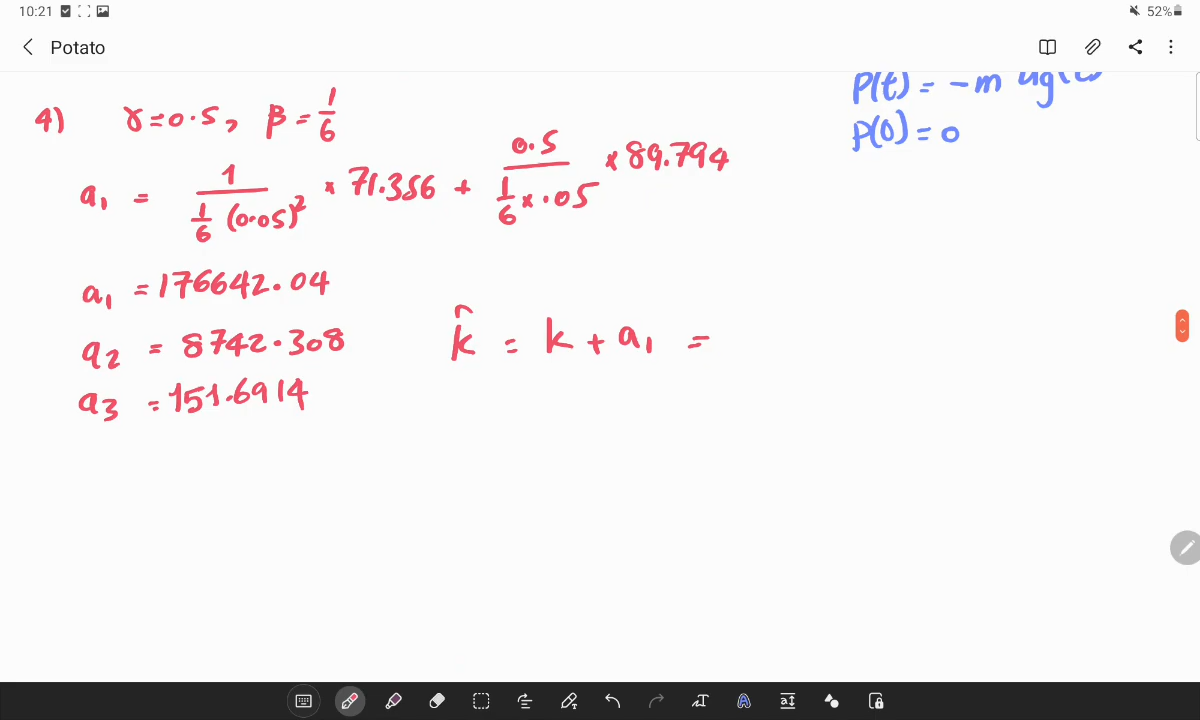 10:21 52%
Potato
P(t) = -m üg(t)
P(0) = 0
4) γ=0.5, β=1/6
a1 = 1/(1/6 (0.05)^2) × 71.356 + 0.5/(1/6 × .05) × 89.794
a1 = 176642.04
a2 = 8742.308
a3 = 151.6914
k̂ = k + a1 =